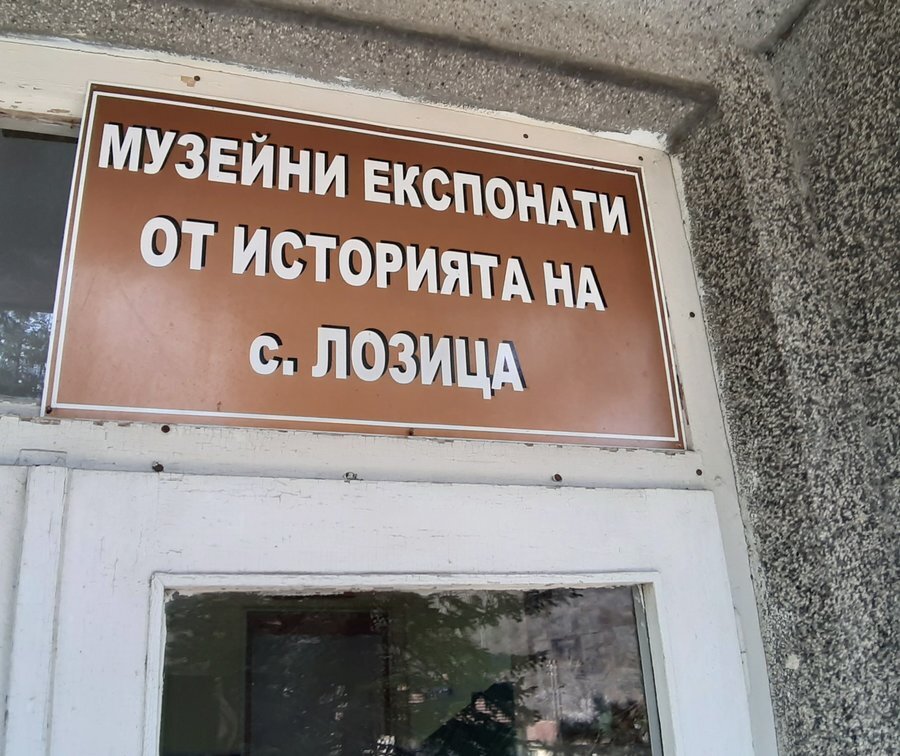 МУЗЕЙНИ ЕКСПОНАТИ
ОТ ИСТОРИЯТА НА
с. ЛОЗИЦА